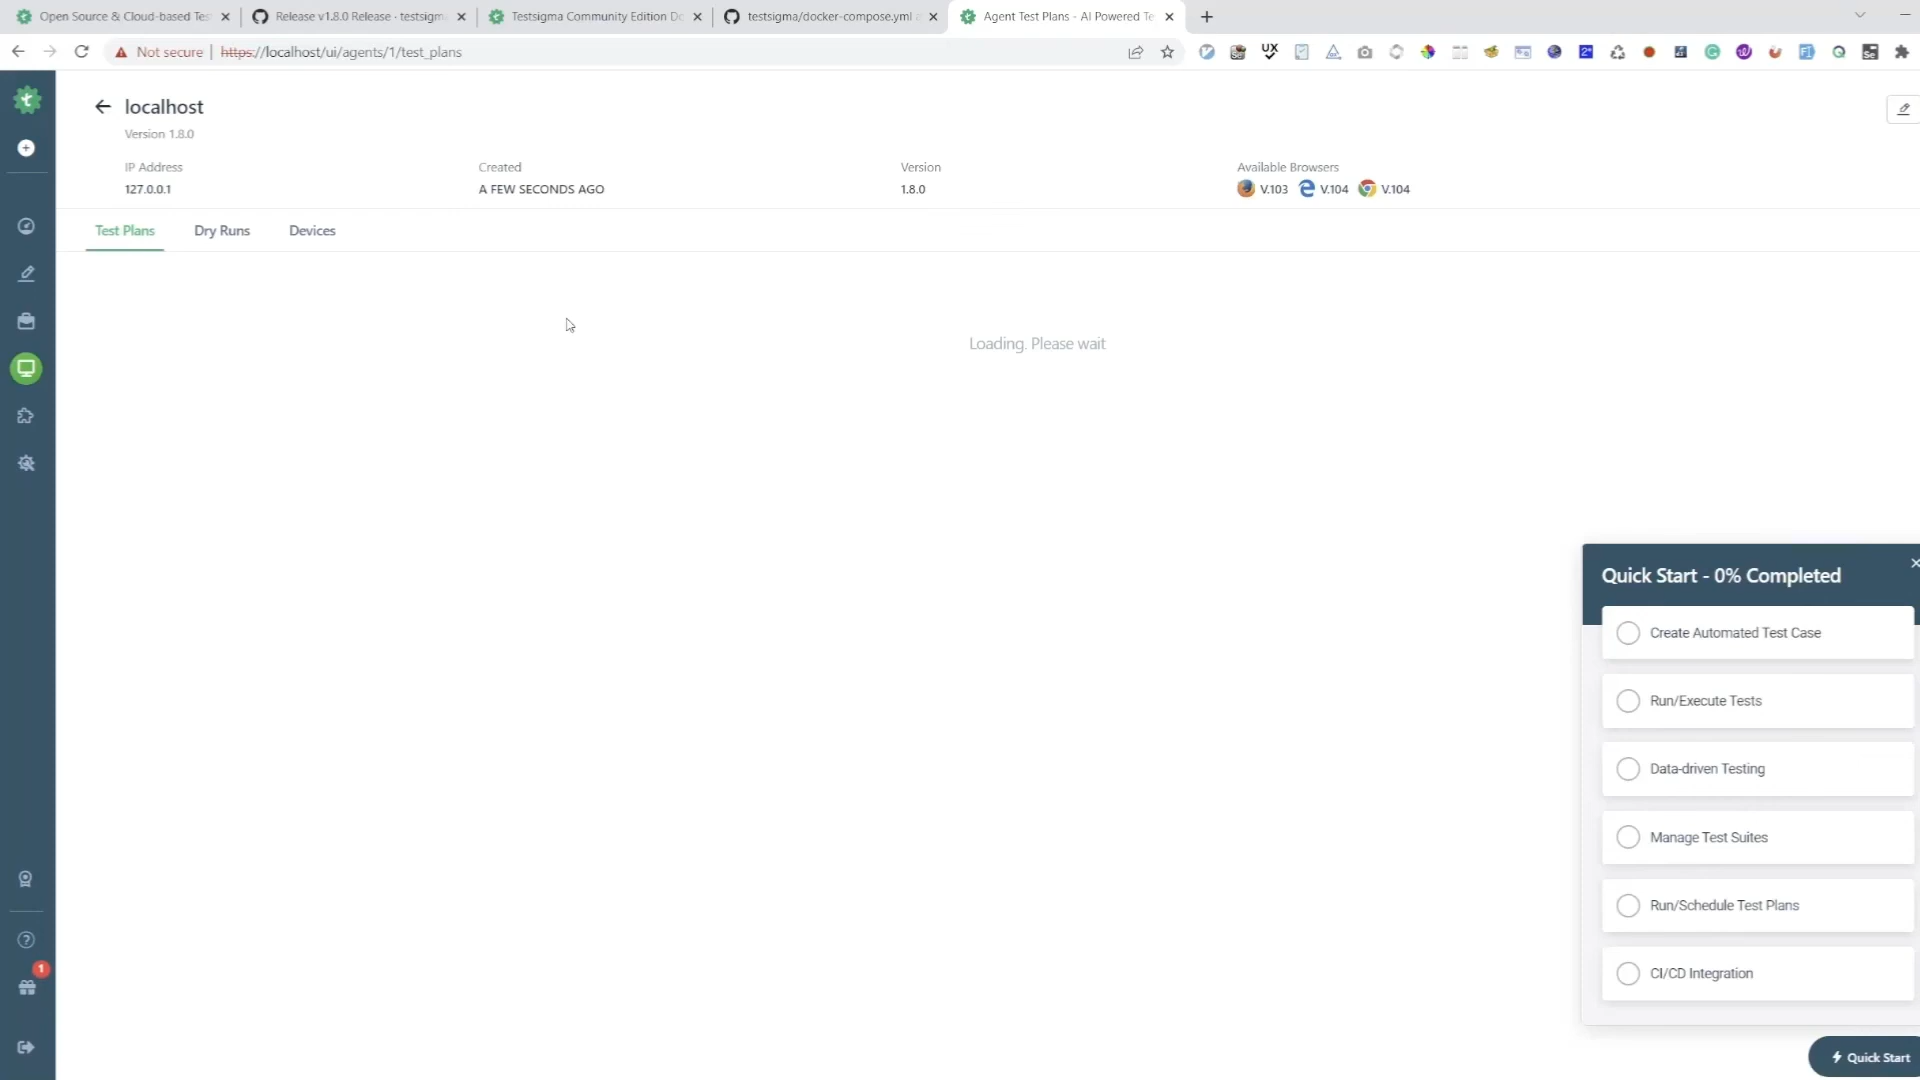 Open Source & Cloud-based Tes
Release v1.8.0 Release · testsigm
Testsigma Community Edition Do
testsigma/docker-compose.yml a
Agent Test Plans - AI Powered Te
Not secure
https://localhost/ui/agents/1/test_plans
UX
localhost
Version 1.8.0
IP Address
Created
Version
Available Browsers
127.0.0.1
A FEW SECONDS AGO
1.8.0
V.103
V.104
V.104
Test Plans
Dry Runs
Devices
Loading. Please wait
Quick Start - 0% Completed
Create Automated Test Case
Run/Execute Tests
Data-driven Testing
Manage Test Suites
Run/Schedule Test Plans
CI/CD Integration
1
Quick Start